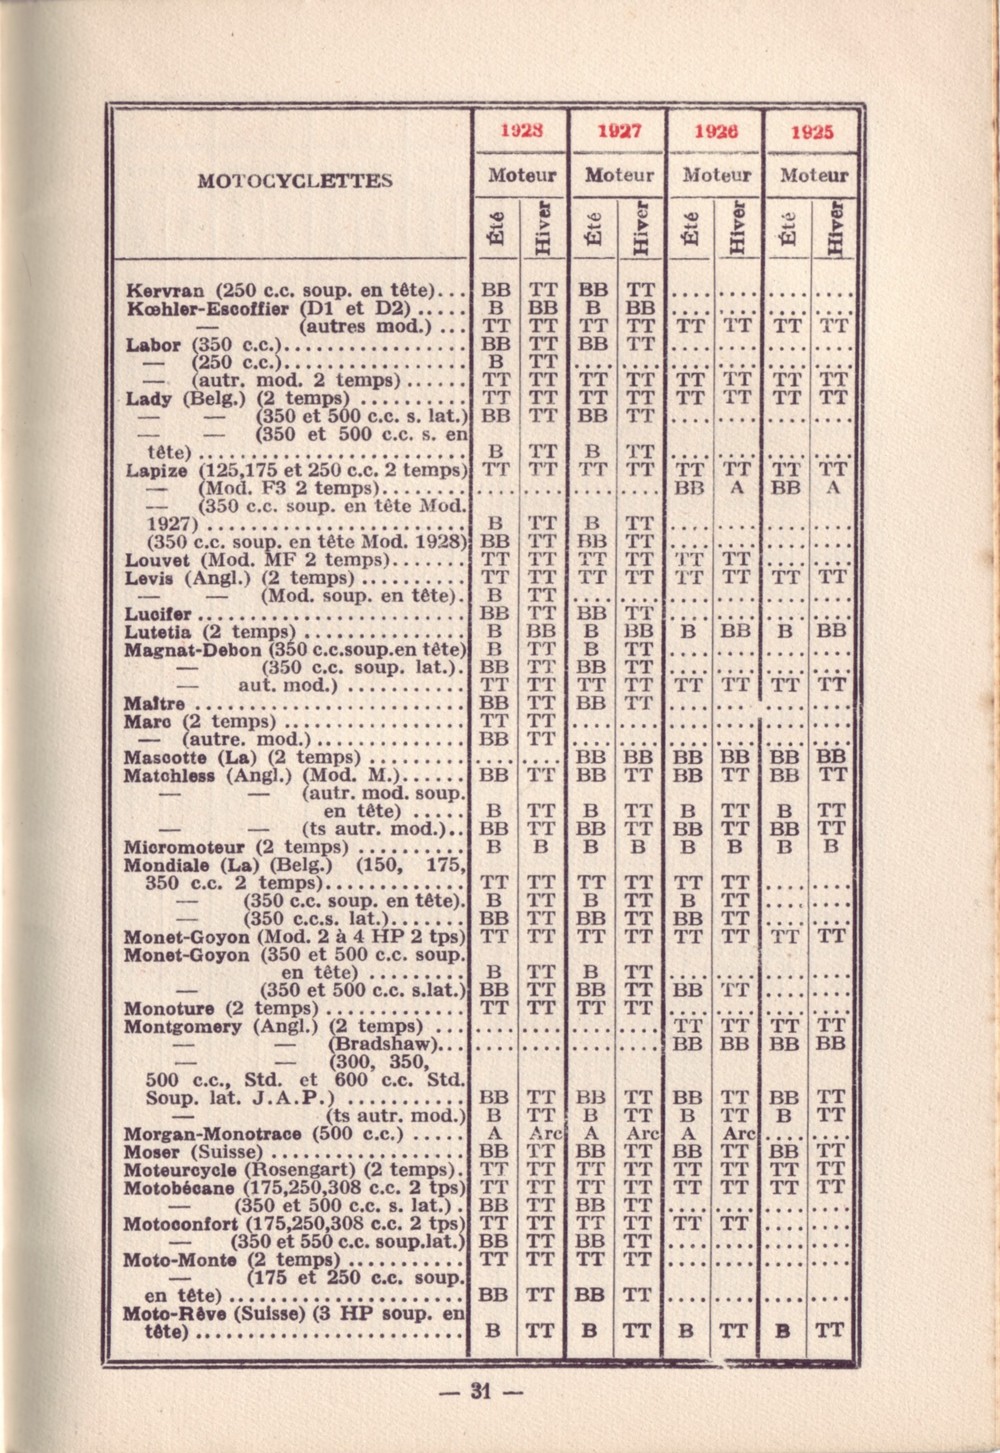 MOTOCYCLETTES
1928 1927 1926 1925
Moteur Moteur Moteur Moteur
Été Hiver Été Hiver Été Hiver Été Hiver
Kervran (250 c.c. soup. en tête)... BB TT BB TT .... .... .... ....
Kœhler-Escoffier (D1 et D2) ..... B BB B BB .... .... .... ....
— (autres mod.) ... TT TT TT TT TT TT TT TT
Labor (350 c.c.)................. BB TT BB TT .... .... .... ....
— (250 c.c.)................. B TT .... .... .... .... .... ....
— (autr. mod. 2 temps)...... TT TT TT TT TT TT TT TT
Lady (Belg.) (2 temps) .......... TT TT TT TT TT TT TT TT
— — (350 et 500 c.c. s. lat.) BB TT BB TT .... .... .... ....
— — (350 et 500 c.c. s. en
tête) ......................... B TT B TT .... .... .... ....
Lapize (125,175 et 250 c.c. 2 temps) TT TT TT TT TT TT TT TT
— (Mod. F3 2 temps)........ .... .... .... .... BB A BB A
— (350 c.c. soup. en tête Mod.
1927) ........................ B TT B TT .... .... .... ....
(350 c.c. soup. en tête Mod. 1928) BB TT BB TT .... .... .... ....
Louvet (Mod. MF 2 temps)....... TT TT TT TT TT TT .... ....
Levis (Angl.) (2 temps) .......... TT TT TT TT TT TT TT TT
— — (Mod. soup. en tête). B TT .... .... .... .... .... ....
Lucifer ......................... BB TT BB TT .... .... .... ....
Lutetia (2 temps) ............... B BB B BB B BB B BB
Magnat-Debon (350 c.c.soup.en tête) B TT B TT .... .... .... ....
— (350 c.c. soup. lat.). BB TT BB TT .... .... .... ....
— aut. mod.) ........... TT TT TT TT TT TT TT TT
Maître ......................... BB TT BB TT .... .... .... ....
Marc (2 temps) ................. TT TT .... .... .... .... .... ....
— (autre. mod.) .............. BB TT .... .... .... .... .... ....
Mascotte (La) (2 temps) ......... .... .... BB BB BB BB BB BB
Matchless (Angl.) (Mod. M.)...... BB TT BB TT BB TT BB TT
— — (autr. mod. soup.
en tête) ..... B TT B TT B TT B TT
— — (ts autr. mod.).. BB TT BB TT BB TT BB TT
Micromoteur (2 temps) .......... B B B B B B B B
Mondiale (La) (Belg.) (150, 175,
350 c.c. 2 temps)............. TT TT TT TT TT TT .... ....
— (350 c.c. soup. en tête). B TT B TT B TT .... ....
— (350 c.c.s. lat.)....... BB TT BB TT BB TT .... ....
Monet-Goyon (Mod. 2 à 4 HP 2 tps) TT TT TT TT TT TT TT TT
Monet-Goyon (350 et 500 c.c. soup.
en tête) ......... B TT B TT .... .... .... ....
— (350 et 500 c.c. s.lat.) BB TT BB TT BB TT .... ....
Monoture (2 temps) .............. TT TT TT TT .... .... .... ....
Montgomery (Angl.) (2 temps) ... .... .... .... .... TT TT TT TT
— — (Bradshaw)... .... .... .... .... BB BB BB BB
— — (300, 350,
500 c.c., Std. et 600 c.c. Std.
Soup. lat. J.A.P.) ........... BB TT BB TT BB TT BB TT
— (ts autr. mod.) B TT B TT B TT B TT
Morgan-Monotrace (500 c.c.) ..... A Arc A Arc A Arc .... ....
Moser (Suisse) .................. BB TT BB TT BB TT BB TT
Moteurcycle (Rosengart) (2 temps). TT TT TT TT TT TT TT TT
Motobécane (175,250,308 c.c. 2 tps) TT TT TT TT TT TT TT TT
— (350 et 500 c.c. s. lat.) . BB TT BB TT .... .... .... ....
Motoconfort (175,250,308 c.c. 2 tps) TT TT TT TT TT TT .... ....
— (350 et 550 c.c. soup.lat.) BB TT BB TT .... .... .... ....
Moto-Monte (2 temps) ........... TT TT TT TT .... .... .... ....
— (175 et 250 c.c. soup.
en tête) ...................... BB TT BB TT .... .... .... ....
Moto-Rêve (Suisse) (3 HP soup. en
tête) ......................... B TT B TT B TT B TT
— 31 —